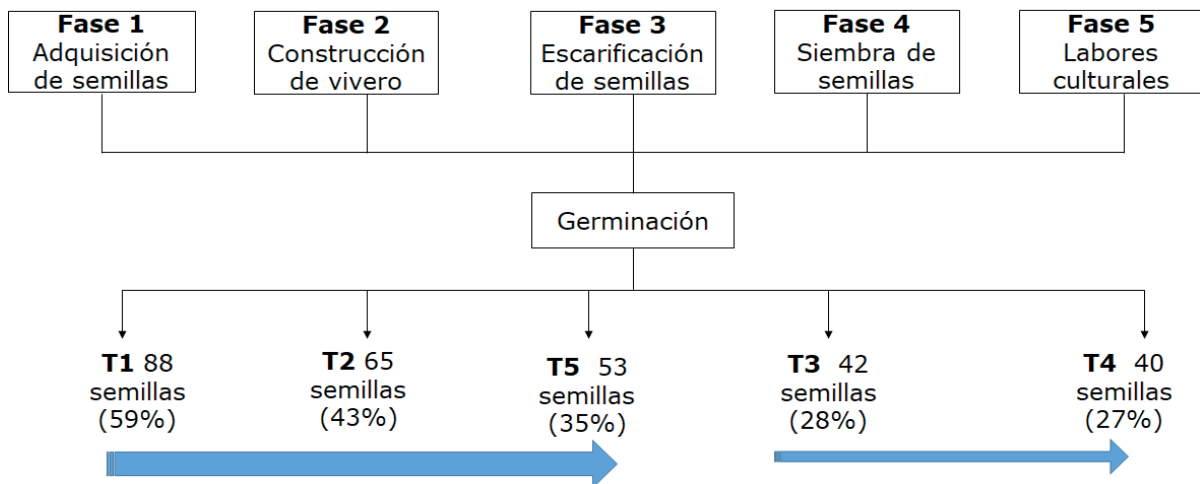 Fase 1
Adquisición
de semillas
Fase 2
Construcción
de vivero
Fase 3
Escarificación
de semillas
Fase 4
Siembra de
semillas
Fase 5
Labores
culturales
Germinación
T1 88
semillas
(59%)
T2 65
semillas
(43%)
T5 53
semillas
(35%)
T3 42
semillas
(28%)
T4 40
semillas
(27%)